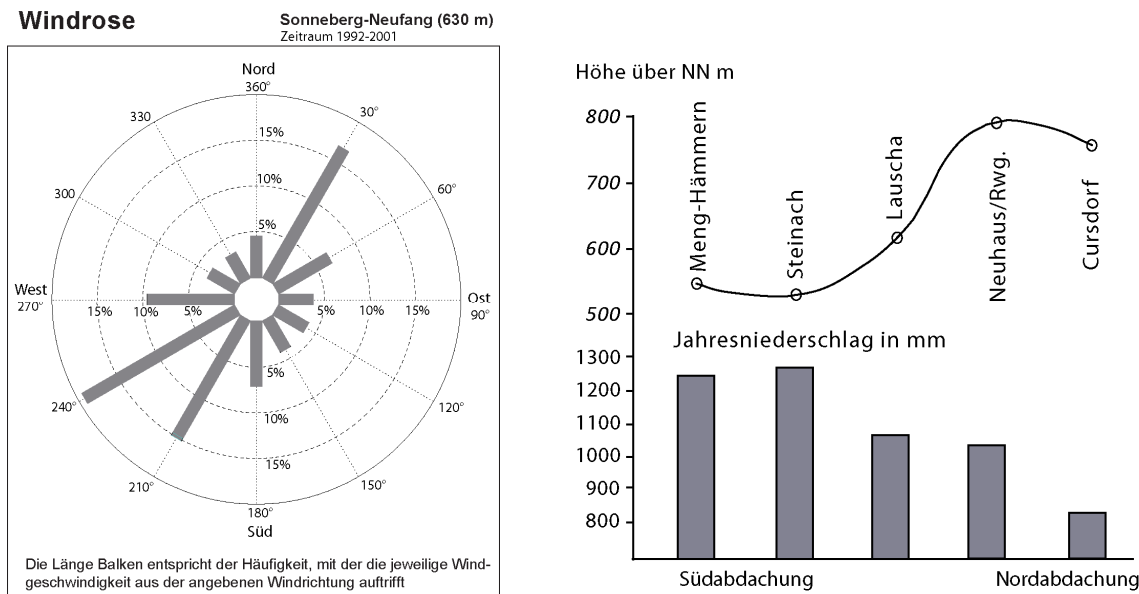 Windrose
Sonneberg-Neufang (630 m)
Zeitraum 1992-2001
Nord
360°
330
30°
15%
300
10%
60°
5%
West
270°
15%
10%
5%
5%
10%
15%
Ost
90°
5%
240°
10%
120°
15%
210°
150°
180°
Süd
Die Länge Balken entspricht der Häufigkeit, mit der die jeweilige Wind-
geschwindigkeit aus der angebenen Windrichtung auftrifft
Höhe über NN m
800
700
600
500
Meng-Hämmern
Steinach
Lauscha
Neuhaus/Rwg.
Cursdorf
Jahresniederschlag in mm
1300
1200
1100
1000
900
800
Südabdachung
Nordabdachung